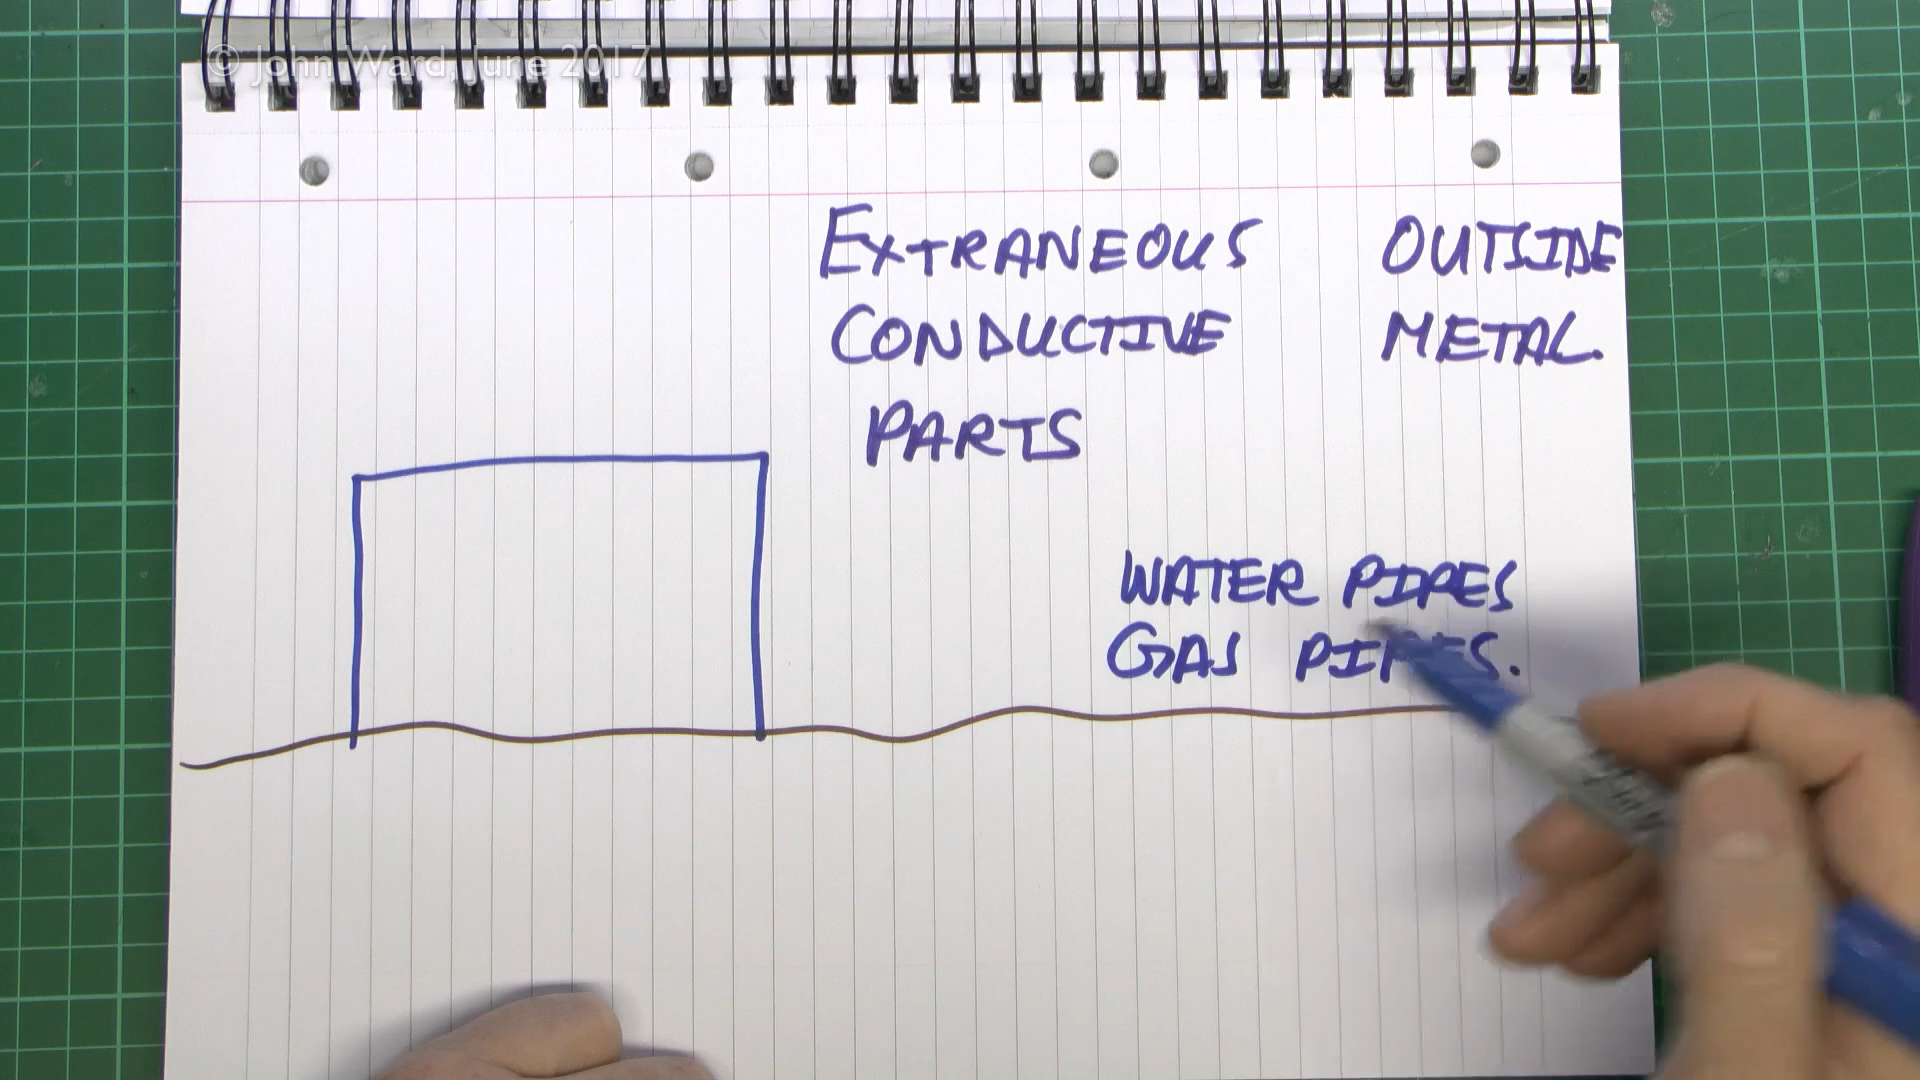 © John Ward, June 2017
EXTRANEOUS
CONDUCTIVE
PARTS
OUTSIDE
METAL.
WATER PIPES
GAS PIPES.